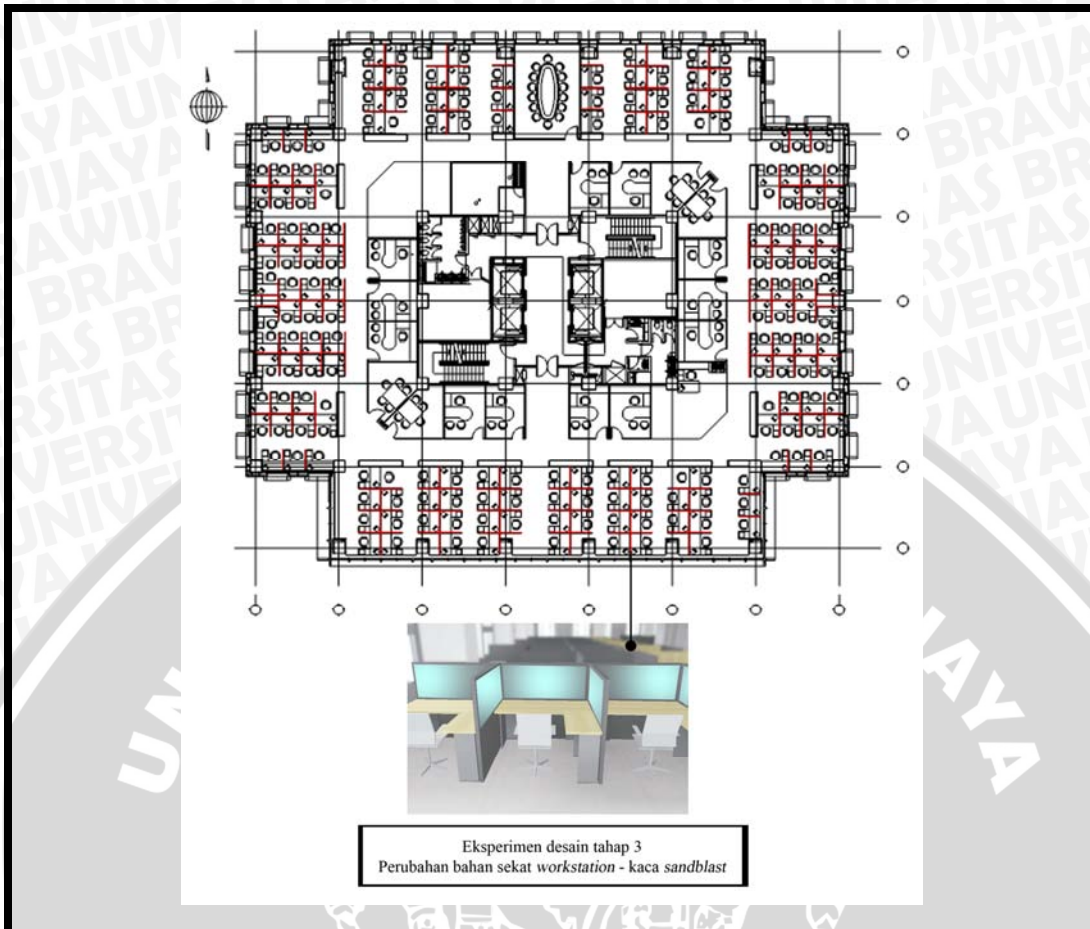 Eksperimen desain tahap 3
Perubahan bahan sekat workstation - kaca sandblast